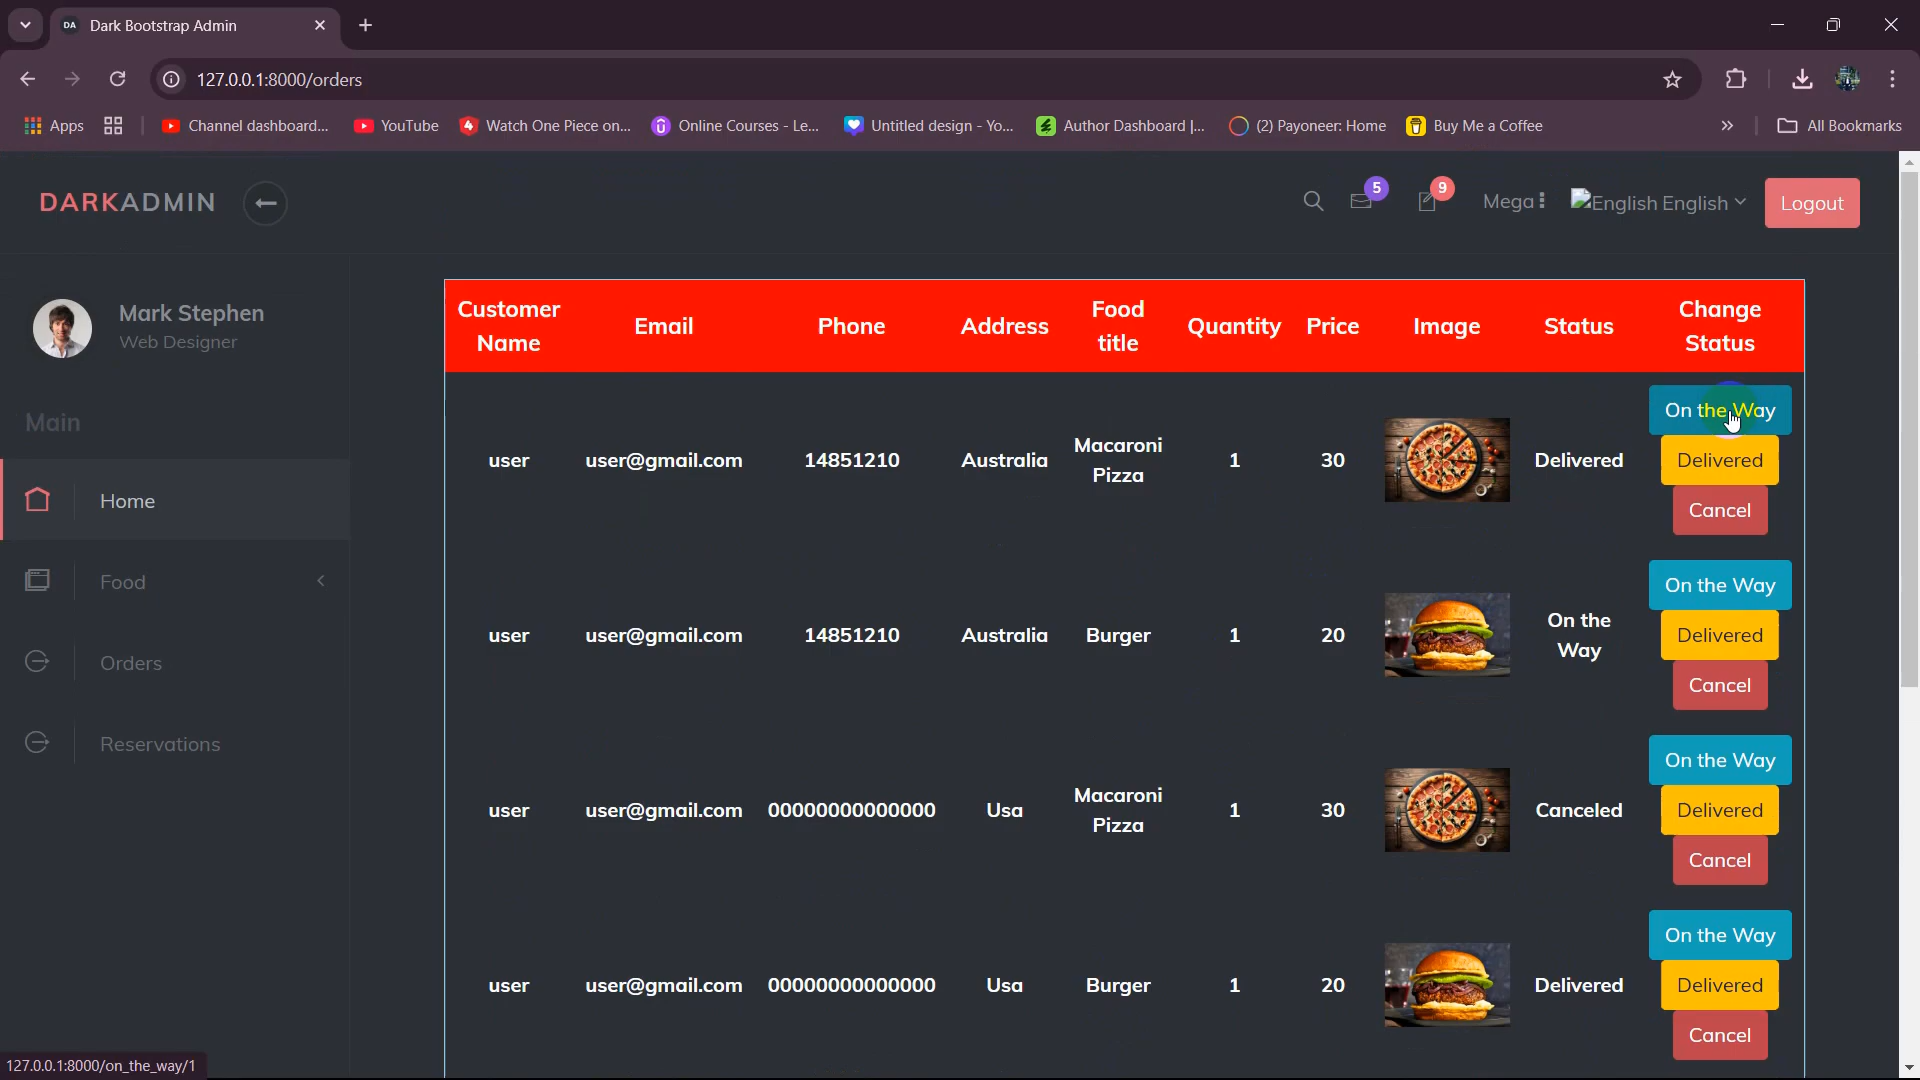 DA Dark Bootstrap Admin
127.0.0.1:8000/orders
Apps
Channel dashboard...
YouTube
Watch One Piece on...
Online Courses - Le...
Untitled design - Yo...
Author Dashboard |...
(2) Payoneer: Home
Buy Me a Coffee
All Bookmarks
DARKADMIN
5
9
Mega
English English
Logout
Mark Stephen
Web Designer
Main
Home
Food
Orders
Reservations
Customer Name
Email
Phone
Address
Food title
Quantity
Price
Image
Status
Change Status
user user@gmail.com 14851210 Australia Macaroni Pizza 1 30 Delivered
On the Way
Delivered
Cancel
user user@gmail.com 14851210 Australia Burger 1 20 On the Way
On the Way
Delivered
Cancel
user user@gmail.com 00000000000000 Usa Macaroni Pizza 1 30 Canceled
On the Way
Delivered
Cancel
user user@gmail.com 00000000000000 Usa Burger 1 20 Delivered
On the Way
Delivered
Cancel
127.0.0.1:8000/on_the_way/1